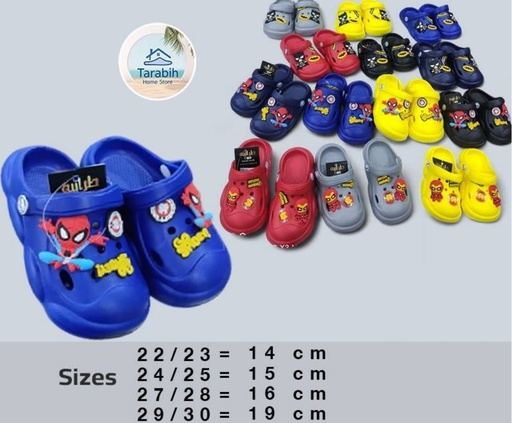 Tarabih
Home Store
طرابيه
Sizes
22/23 = 14 cm
24/25 = 15 cm
27/28 = 16 cm
29/30 = 19 cm